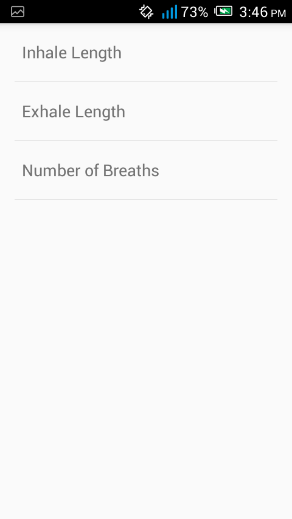 73% 3:46 PM
Inhale Length
Exhale Length
Number of Breaths